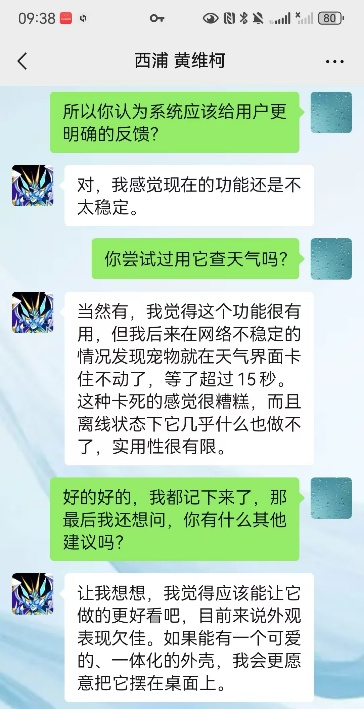 09:38
80
西浦 黄维柯
所以你认为系统应该给用户更
明确的反馈？
对，我感觉现在的功能还是不
太稳定。
你尝试过用它查天气吗？
当然有，我觉得这个功能很有
用，但我后来在网络不稳定的
情况发现宠物就在天气界面卡
住不动了，等了超过 15 秒。
这种卡死的感觉很糟糕，而且
离线状态下它几乎什么也做不
了，实用性很有限。
好的好的，我都记下来了，那
最后我还想问，你有什么其他
建议吗？
让我想想，我觉得应该能让它
做的更好看吧，目前来说外观
表现欠佳。如果能有一个可爱
的、一体化的外壳，我会更愿
意把它摆在桌面上。